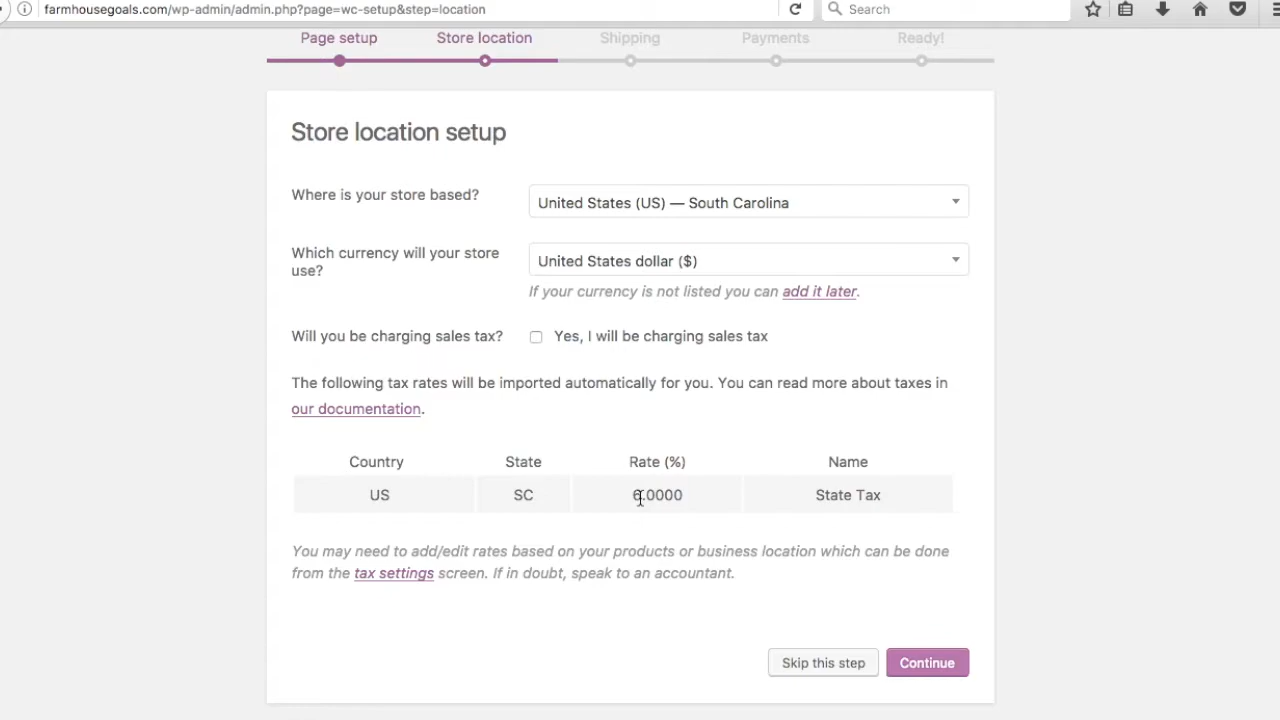 farmhousegoals.com/wp-admin/admin.php?page=wc-setup&step=location
Search
Page setup
Store location
Shipping
Payments
Ready!
Store location setup
Where is your store based?
United States (US) — South Carolina
Which currency will your store
use?
United States dollar ($)
If your currency is not listed you can add it later.
Will you be charging sales tax?
Yes, I will be charging sales tax
The following tax rates will be imported automatically for you. You can read more about taxes in
our documentation.
Country State Rate (%) Name
US SC 6.0000 State Tax
You may need to add/edit rates based on your products or business location which can be done
from the tax settings screen. If in doubt, speak to an accountant.
Skip this step
Continue